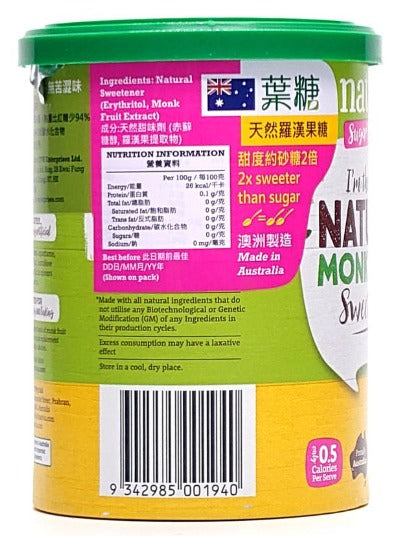 無苦澀味
Ingredients: Natural
Sweetener
(Erythritol, Monk
Fruit Extract)
成分:天然甜味劑 (赤蘇
糖醇, 羅漢果提取物)
NUTRITION INFORMATION
營養資料
Per 100g / 每100克
Energy/能量 26 kcal/千卡
Protein/蛋白質 0.1 g/克
Total fat/總脂肪 0 g/克
Saturated fat/飽和脂肪 0 g/克
Trans fat/反式脂肪 0 g/克
Carbohydrate/碳水化合物 0 g/克
Sugars/糖 0 g/克
Sodium/鈉 0 mg/毫克
Best before 此日期前最佳
DD日/MM月/YY年
(Shown on pack)
葉糖
天然羅漢果糖
甜度約砂糖2倍
2x sweeter
than sugar
澳洲製造
Made in
Australia
*Made with all natural ingredients that do
not utilise any Biotechnological or Genetic
Modification (GM) of any Ingredients in
their production cycles.
Excess consumption may have a laxative
effect
Store in a cool, dry place.
9 342985 001940
only
0.5
Calories
Per Serve
I'm
NAT
MONK
Swe